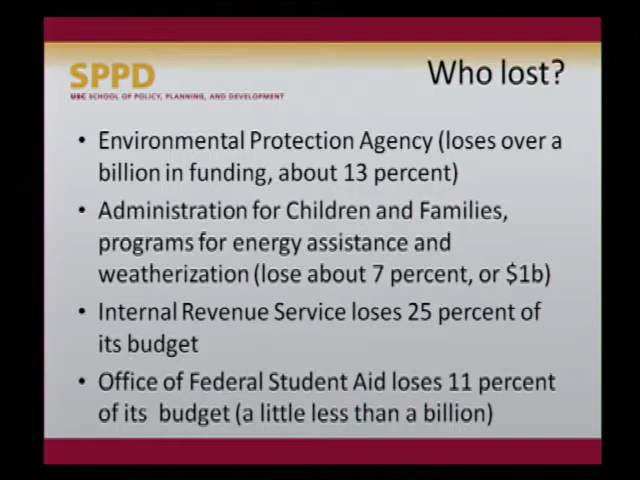 SPPD
USC SCHOOL OF POLICY, PLANNING, AND DEVELOPMENT
Who lost?
• Environmental Protection Agency (loses over a
billion in funding, about 13 percent)
• Administration for Children and Families,
programs for energy assistance and
weatherization (lose about 7 percent, or $1b)
• Internal Revenue Service loses 25 percent of
its budget
• Office of Federal Student Aid loses 11 percent
of its budget (a little less than a billion)